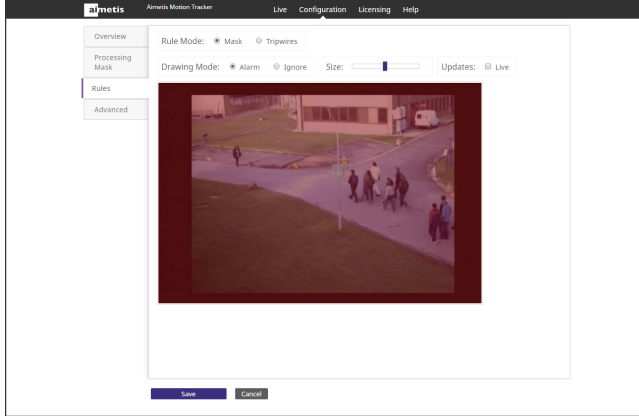 aimetis Aimetis Motion Tracker Live Configuration Licensing Help
Overview
Rule Mode: Mask Tripwires
Processing
Mask
Drawing Mode: Alarm Ignore Size: Updates: Live
Rules
Advanced
Save Cancel